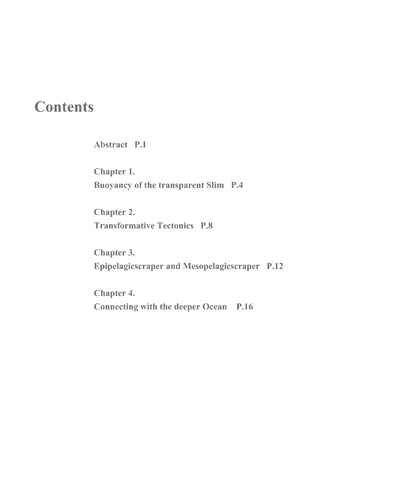 Contents
Abstract P.1
Chapter 1.
Buoyancy of the transparent Slim P.4
Chapter 2.
Transformative Tectonics P.8
Chapter 3.
Epipelagicscraper and Mesopelagicscraper P.12
Chapter 4.
Connecting with the deeper Ocean P.16